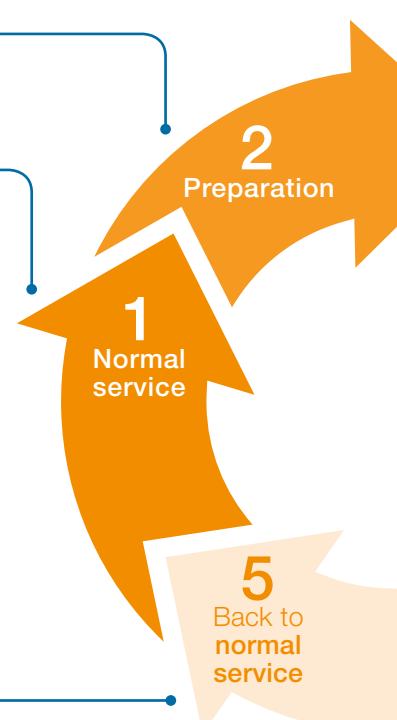 2
Preparation
1
Normal
service
5
Back to
normal
service